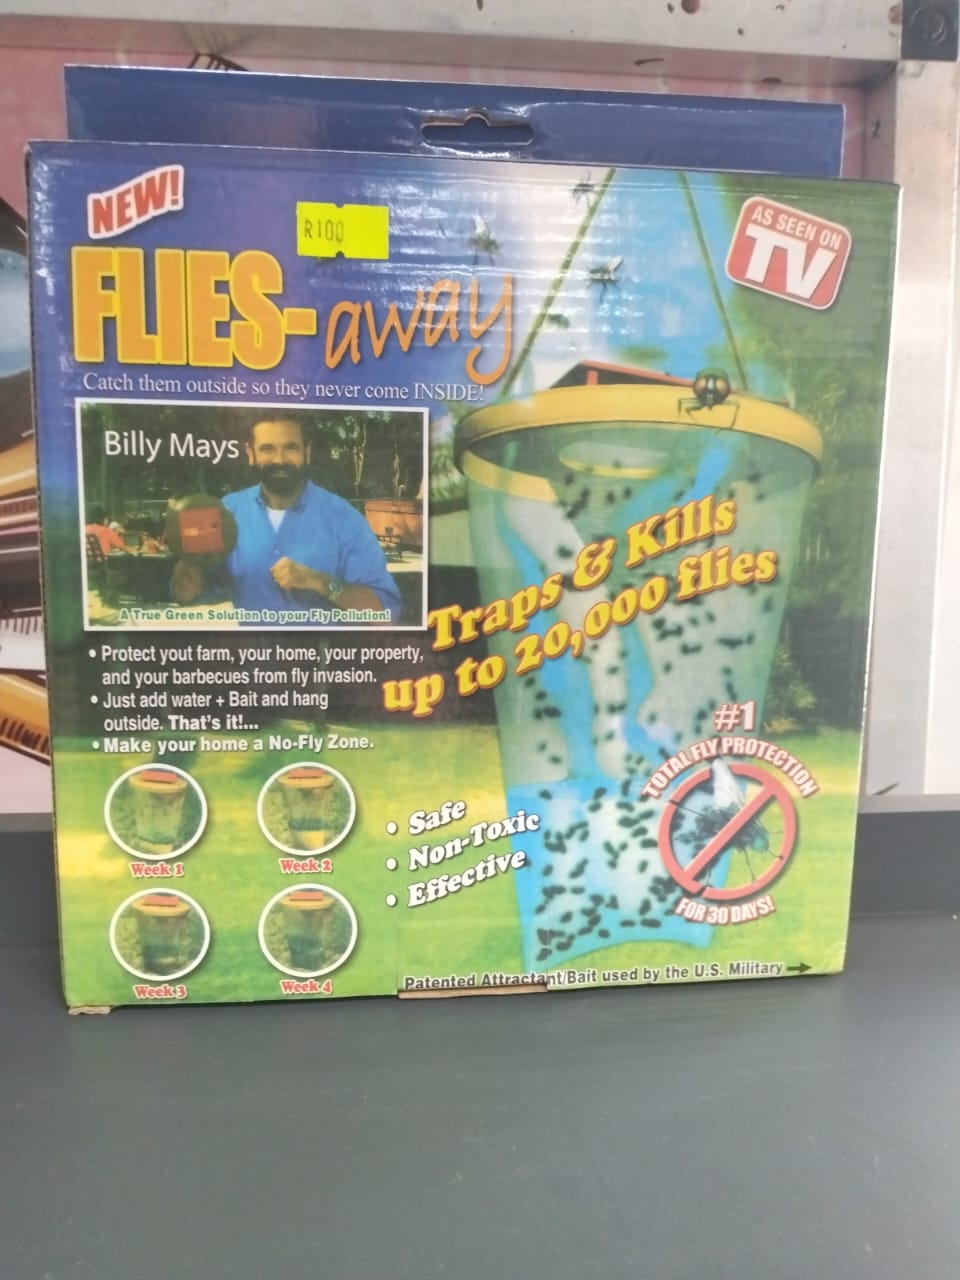 NEW!
R100
AS SEEN ON
TV
FLIES-away
Catch them outside so they never come INSIDE!
Billy Mays
A True Green Solution to your Fly Pollution!
Traps & Kills
up to 20,000 flies
• Protect yout farm, your home, your property,
and your barbecues from fly invasion.
• Just add water + Bait and hang
outside. That's it!...
• Make your home a No-Fly Zone.
#1
TOTAL FLY PROTECTION
FOR 30 DAYS!
• Safe
• Non-Toxic
• Effective
Week 1
Week 2
Week 3
Week 4
Patented Attractant/Bait used by the U.S. Military